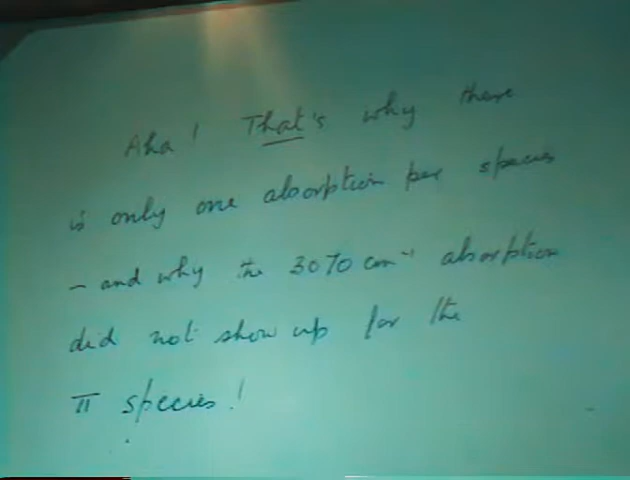 Aha! That's why there
is only one absorption per species
- and why the 3070 cm⁻¹ absorption
did not show up for the
π species!